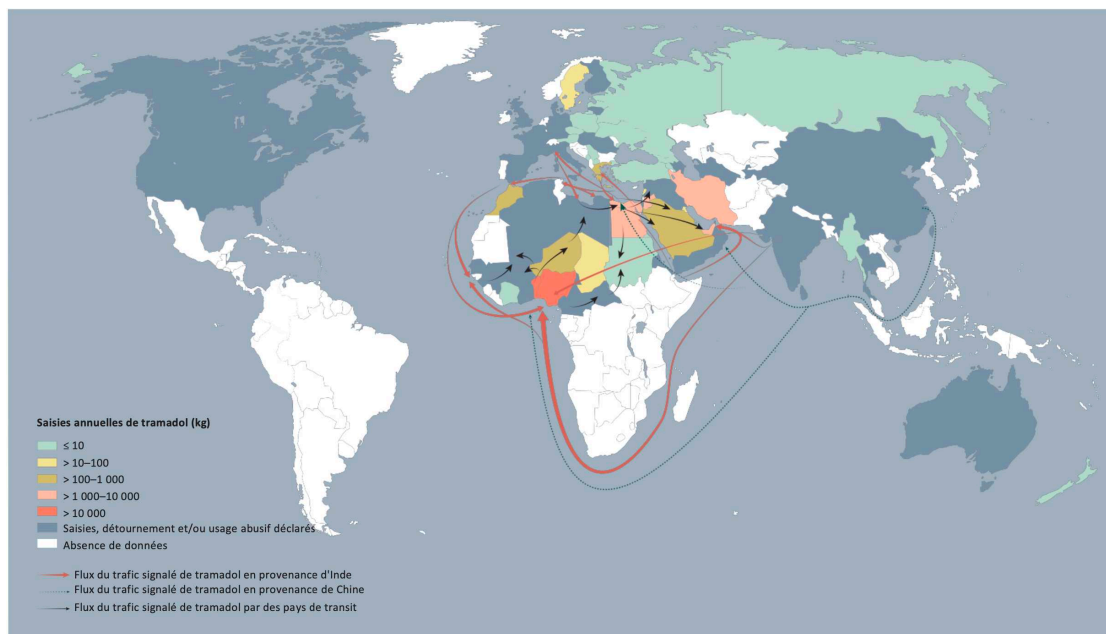 Saisies annuelles de tramadol (kg)
≤ 10
> 10–100
> 100–1 000
> 1 000–10 000
> 10 000
Saisies, détournement et/ou usage abusif déclarés
Absence de données
Flux du trafic signalé de tramadol en provenance d'Inde
Flux du trafic signalé de tramadol en provenance de Chine
Flux du trafic signalé de tramadol par des pays de transit